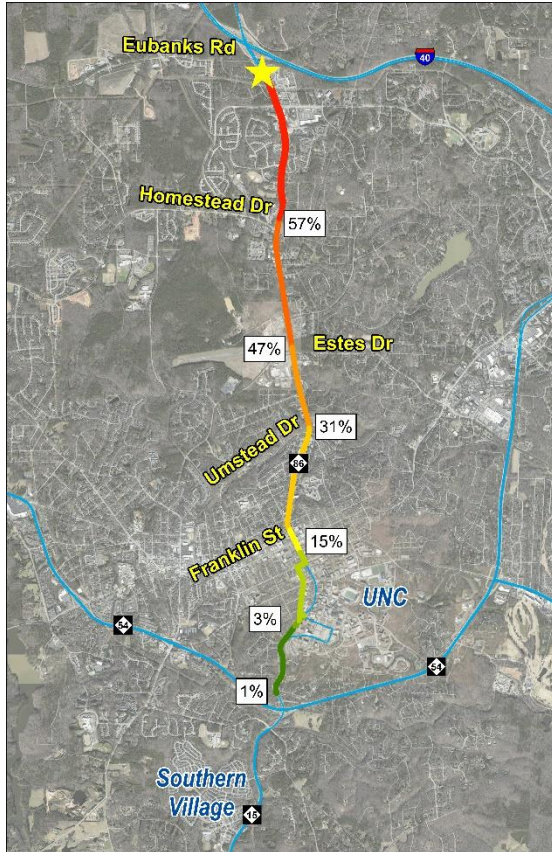 Eubanks Rd
40
Homestead Dr
57%
Estes Dr
47%
31%
Umstead Dr
86
15%
Franklin St
UNC
3%
54
54
1%
Southern
Village
15